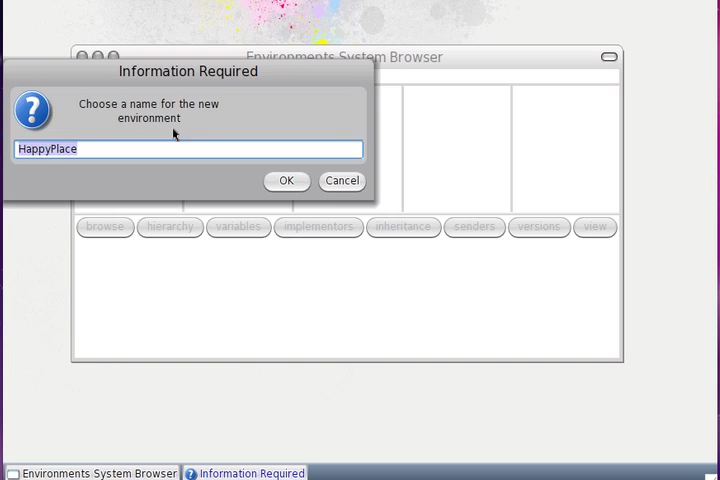 Environments System Browser
Information Required
Choose a name for the new
environment
HappyPlace
OK Cancel
browse hierarchy variables implementors inheritance senders versions view
Environments System Browser Information Required